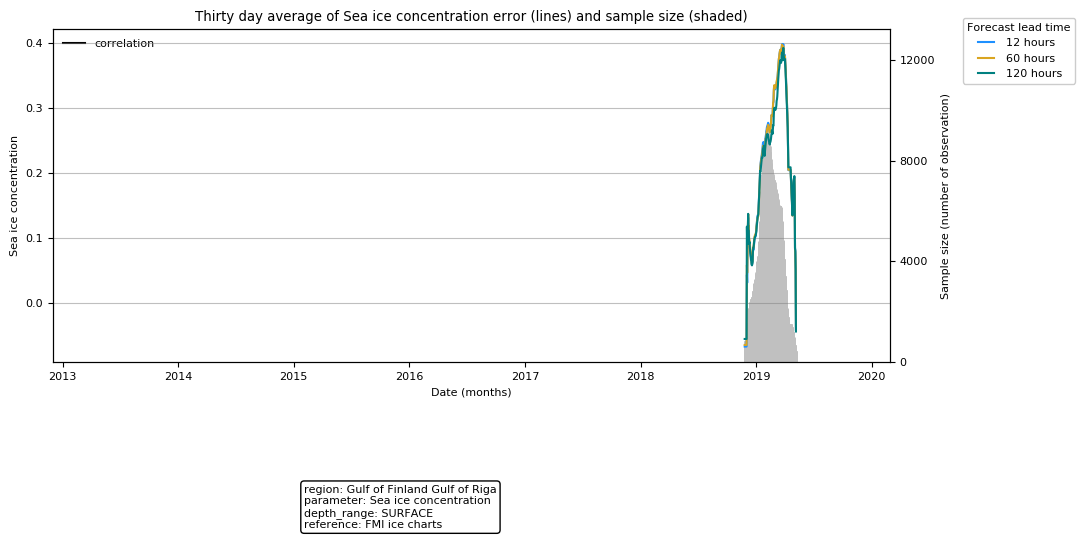 Thirty day average of Sea ice concentration error (lines) and sample size (shaded)
correlation
Forecast lead time
12 hours
60 hours
120 hours
Sea ice concentration
0.4
0.3
0.2
0.1
0.0
12000
8000
4000
0
Sample size (number of observation)
2013 2014 2015 2016 2017 2018 2019 2020
Date (months)
region: Gulf of Finland Gulf of Riga
parameter: Sea ice concentration
depth_range: SURFACE
reference: FMI ice charts